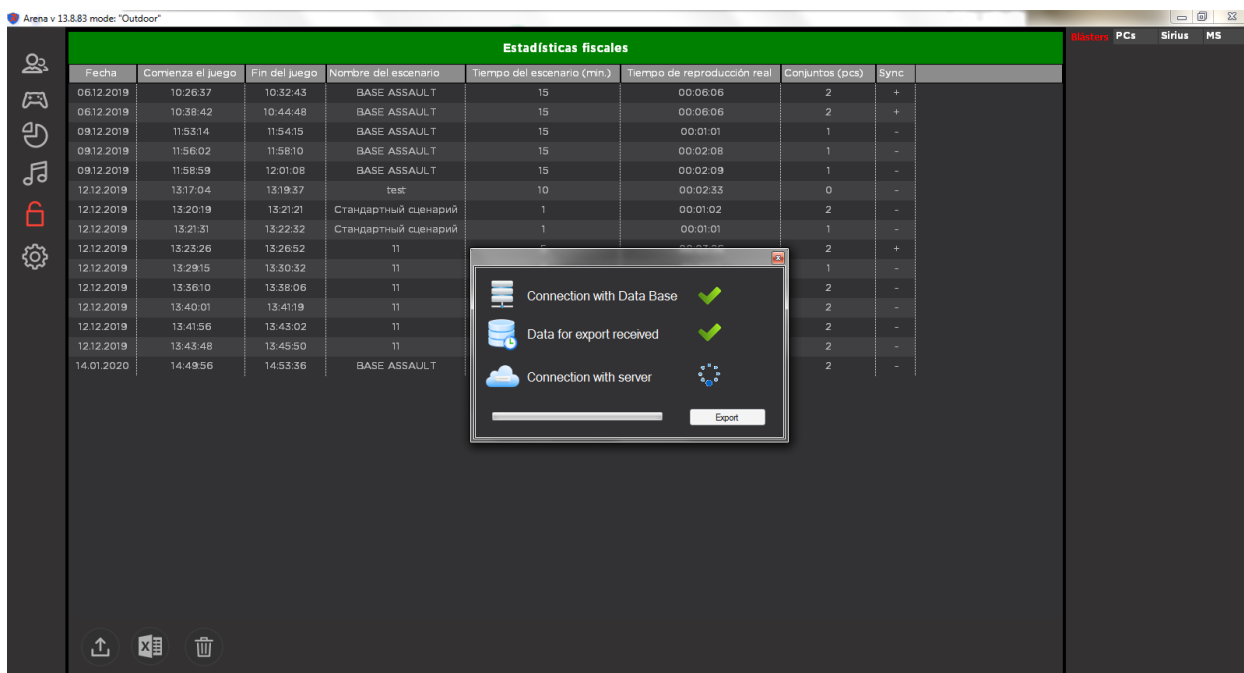 Arena v 13.8.83 mode: "Outdoor"
Blasters PCs Sirius MS
Estadísticas fiscales
Fecha Comienza el juego Fin del juego Nombre del escenario Tiempo del escenario (min.) Tiempo de reproducción real Conjuntos (pcs) Sync
06.12.2019 10:26:37 10:32:43 BASE ASSAULT 15 00:06:06 2 +
06.12.2019 10:38:42 10:44:48 BASE ASSAULT 15 00:06:06 2 +
09.12.2019 11:53:14 11:54:15 BASE ASSAULT 15 00:01:01 1 -
09.12.2019 11:56:02 11:58:10 BASE ASSAULT 15 00:02:08 1 -
09.12.2019 11:58:59 12:01:08 BASE ASSAULT 15 00:02:09 1 -
12.12.2019 13:17:04 13:19:37 test 10 00:02:33 0 -
12.12.2019 13:20:19 13:21:21 Стандартный сценарий 1 00:01:02 2 -
12.12.2019 13:21:31 13:22:32 Стандартный сценарий 1 00:01:01 1 -
12.12.2019 13:23:26 13:26:52 11 2 +
12.12.2019 13:29:15 13:30:32 11 1 -
12.12.2019 13:36:10 13:38:06 11 2 -
12.12.2019 13:40:01 13:41:19 11 2 -
12.12.2019 13:41:56 13:43:02 11 2 -
12.12.2019 13:43:48 13:45:50 11 2 -
14.01.2020 14:49:56 14:53:36 BASE ASSAULT 2 -
Connection with Data Base
Data for export received
Connection with server
Export